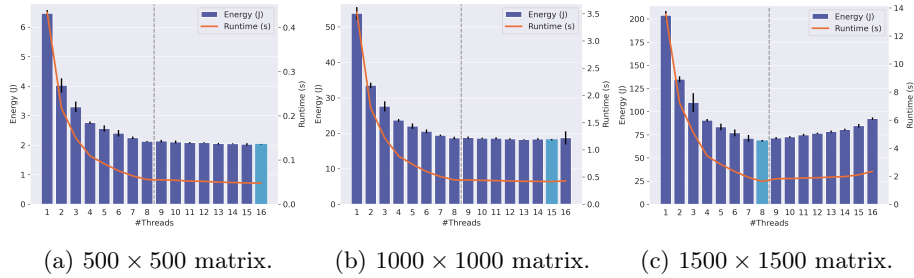 Energy (J)
Runtime (s)
6
5
4
3
2
1
0
Energy (J)
0.4
0.3
0.2
0.1
0.0
Runtime (s)
1 2 3 4 5 6 7 8 9 10 11 12 13 14 15 16
#Threads
(a) 500 × 500 matrix.
Energy (J)
Runtime (s)
50
40
30
20
10
0
Energy (J)
3.5
3.0
2.5
2.0
1.5
1.0
0.5
0.0
Runtime (s)
1 2 3 4 5 6 7 8 9 10 11 12 13 14 15 16
#Threads
(b) 1000 × 1000 matrix.
Energy (J)
Runtime (s)
200
175
150
125
100
75
50
25
0
Energy (J)
14
12
10
8
6
4
2
0
Runtime (s)
1 2 3 4 5 6 7 8 9 10 11 12 13 14 15 16
#Threads
(c) 1500 × 1500 matrix.